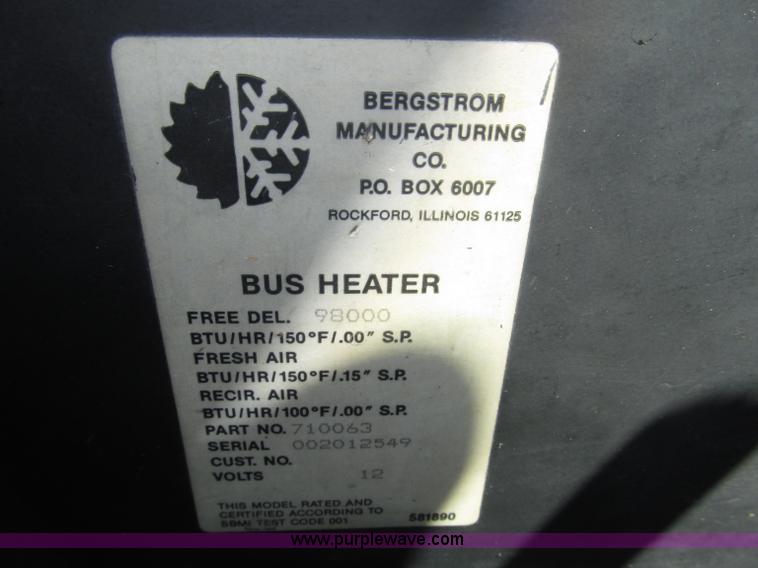 BERGSTROM
MANUFACTURING
CO.
P.O. BOX 6007
ROCKFORD, ILLINOIS 61125
BUS HEATER
FREE DEL. 98000
BTU/HR/150°F/.00" S.P.
FRESH AIR
BTU/HR/150°F/.15" S.P.
RECIR. AIR
BTU/HR/100°F/.00" S.P.
PART NO. 710063
SERIAL 002012549
CUST. NO.
VOLTS 12
THIS MODEL RATED AND
CERTIFIED ACCORDING TO
SBMI TEST CODE 001 581890
www.purplewave.com